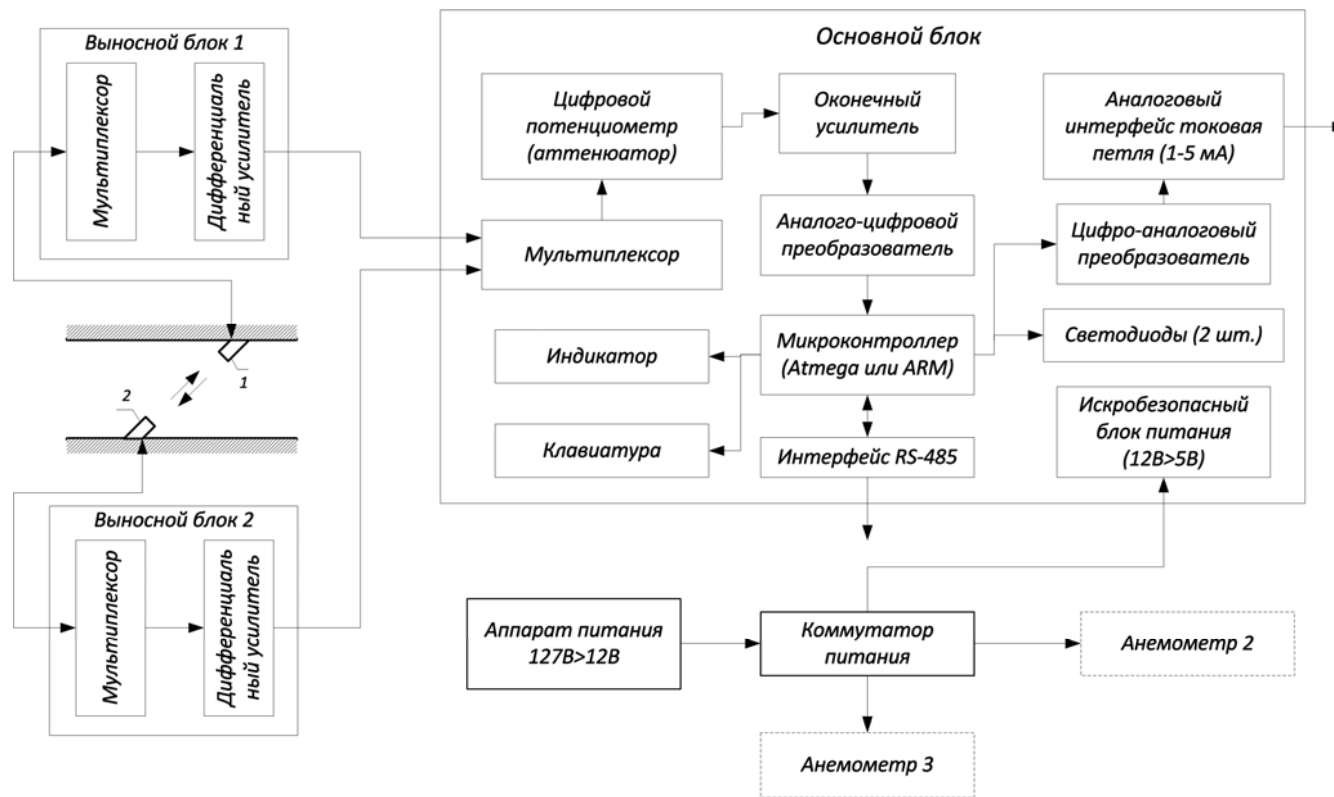 Выносной блок 1
Мультиплексор
Дифференциаль
ный усилитель
1
2
Выносной блок 2
Мультиплексор
Дифференциаль
ный усилитель
Основной блок
Цифровой
потенциометр
(аттенюатор)
Оконечный
усилитель
Аналоговый
интерфейс токовая
петля (1-5 мА)
Мультиплексор
Аналого-цифровой
преобразователь
Цифро-аналоговый
преобразователь
Индикатор
Микроконтроллер
(Atmega или ARM)
Светодиоды (2 шт.)
Клавиатура
Интерфейс RS-485
Искробезопасный
блок питания
(12В>5В)
Аппарат питания
127В>12В
Коммутатор
питания
Анемометр 2
Анемометр 3